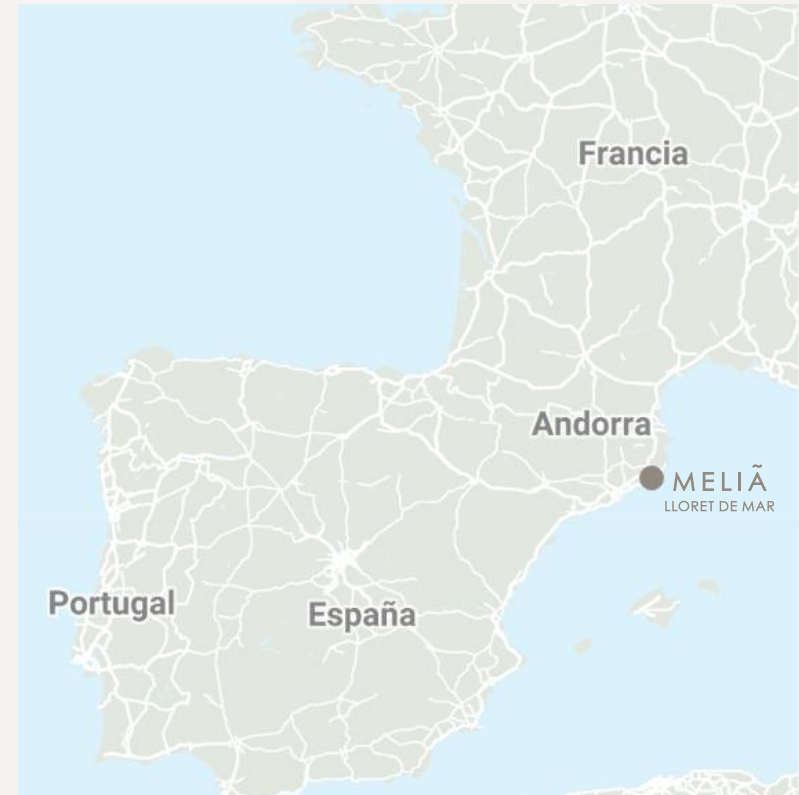 Francia
Andorra
MELIÃ
LLORET DE MAR
Portugal
España